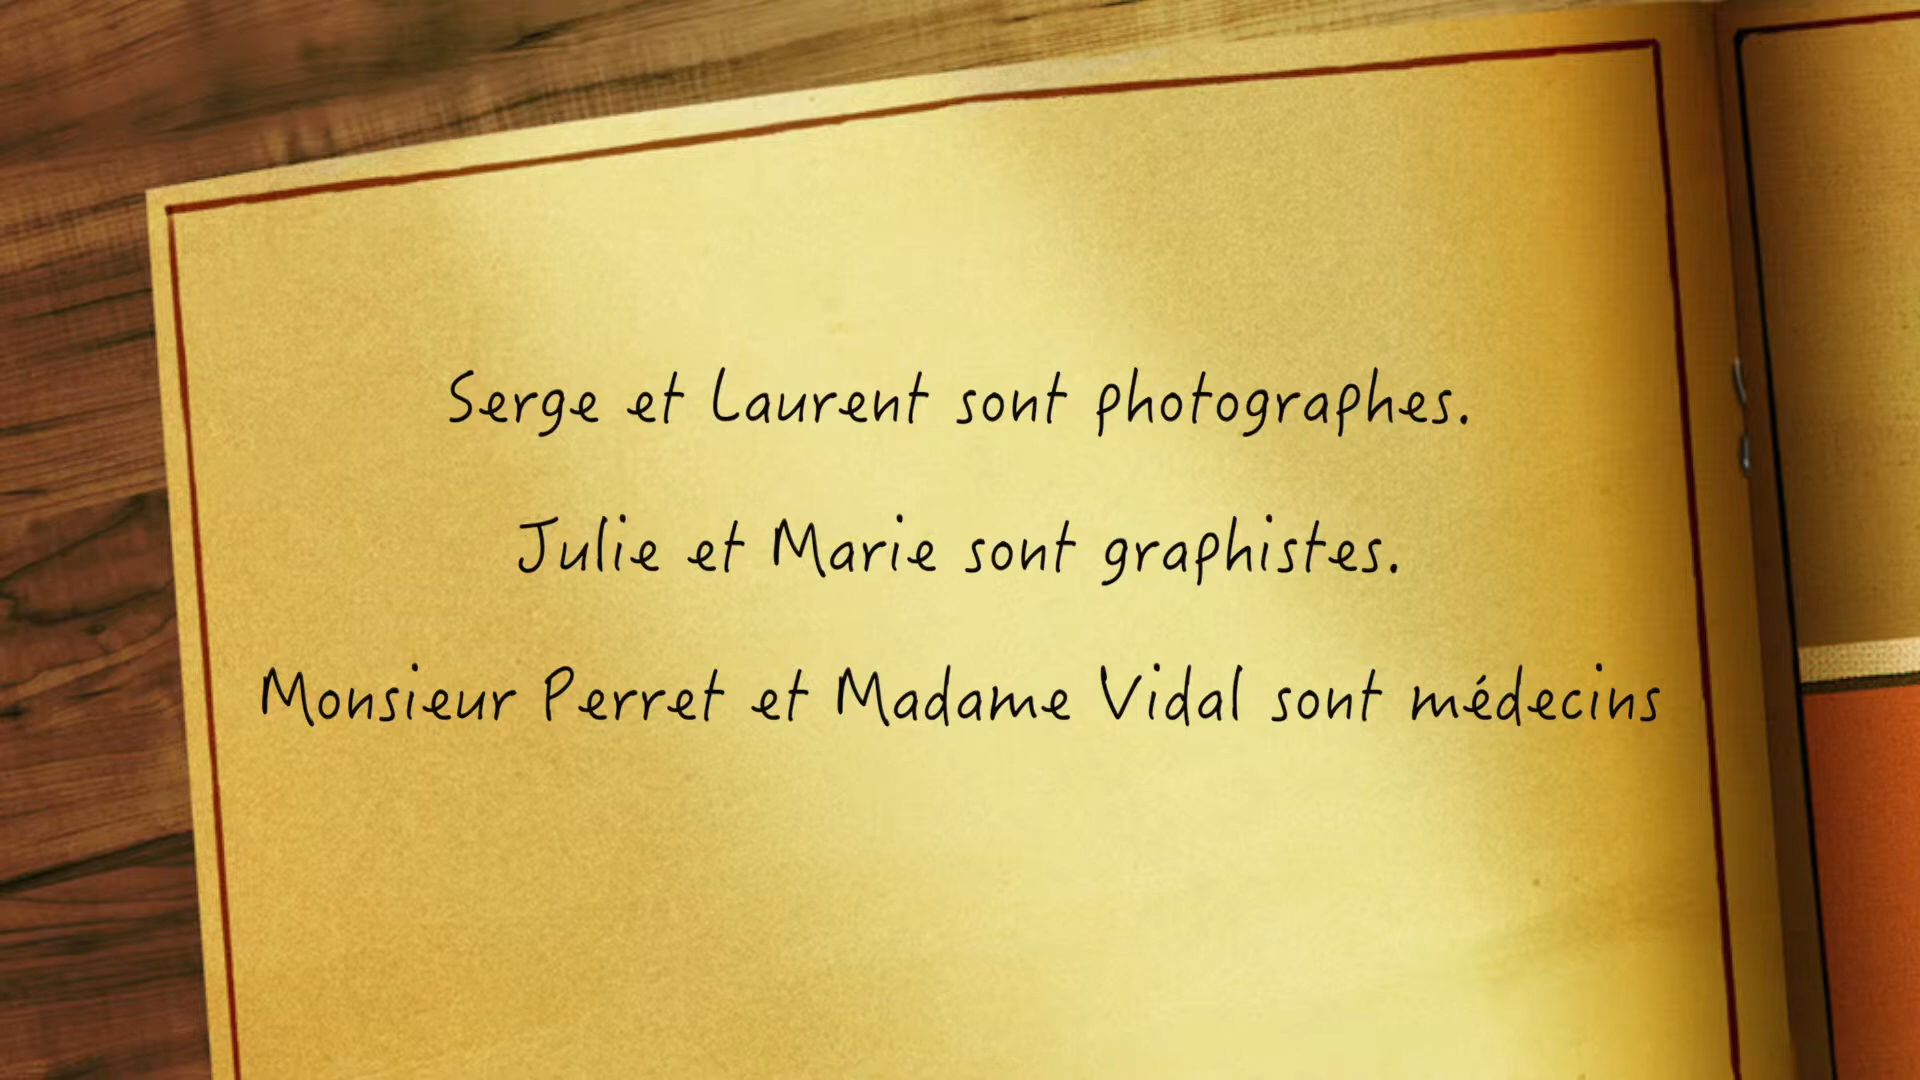 Serge et Laurent sont photographes.
Julie et Marie sont graphistes.
Monsieur Perret et Madame Vidal sont médecins